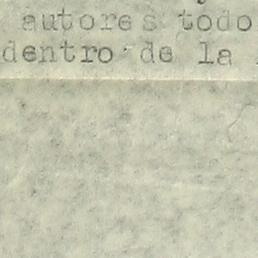 autores todo
dentro de la